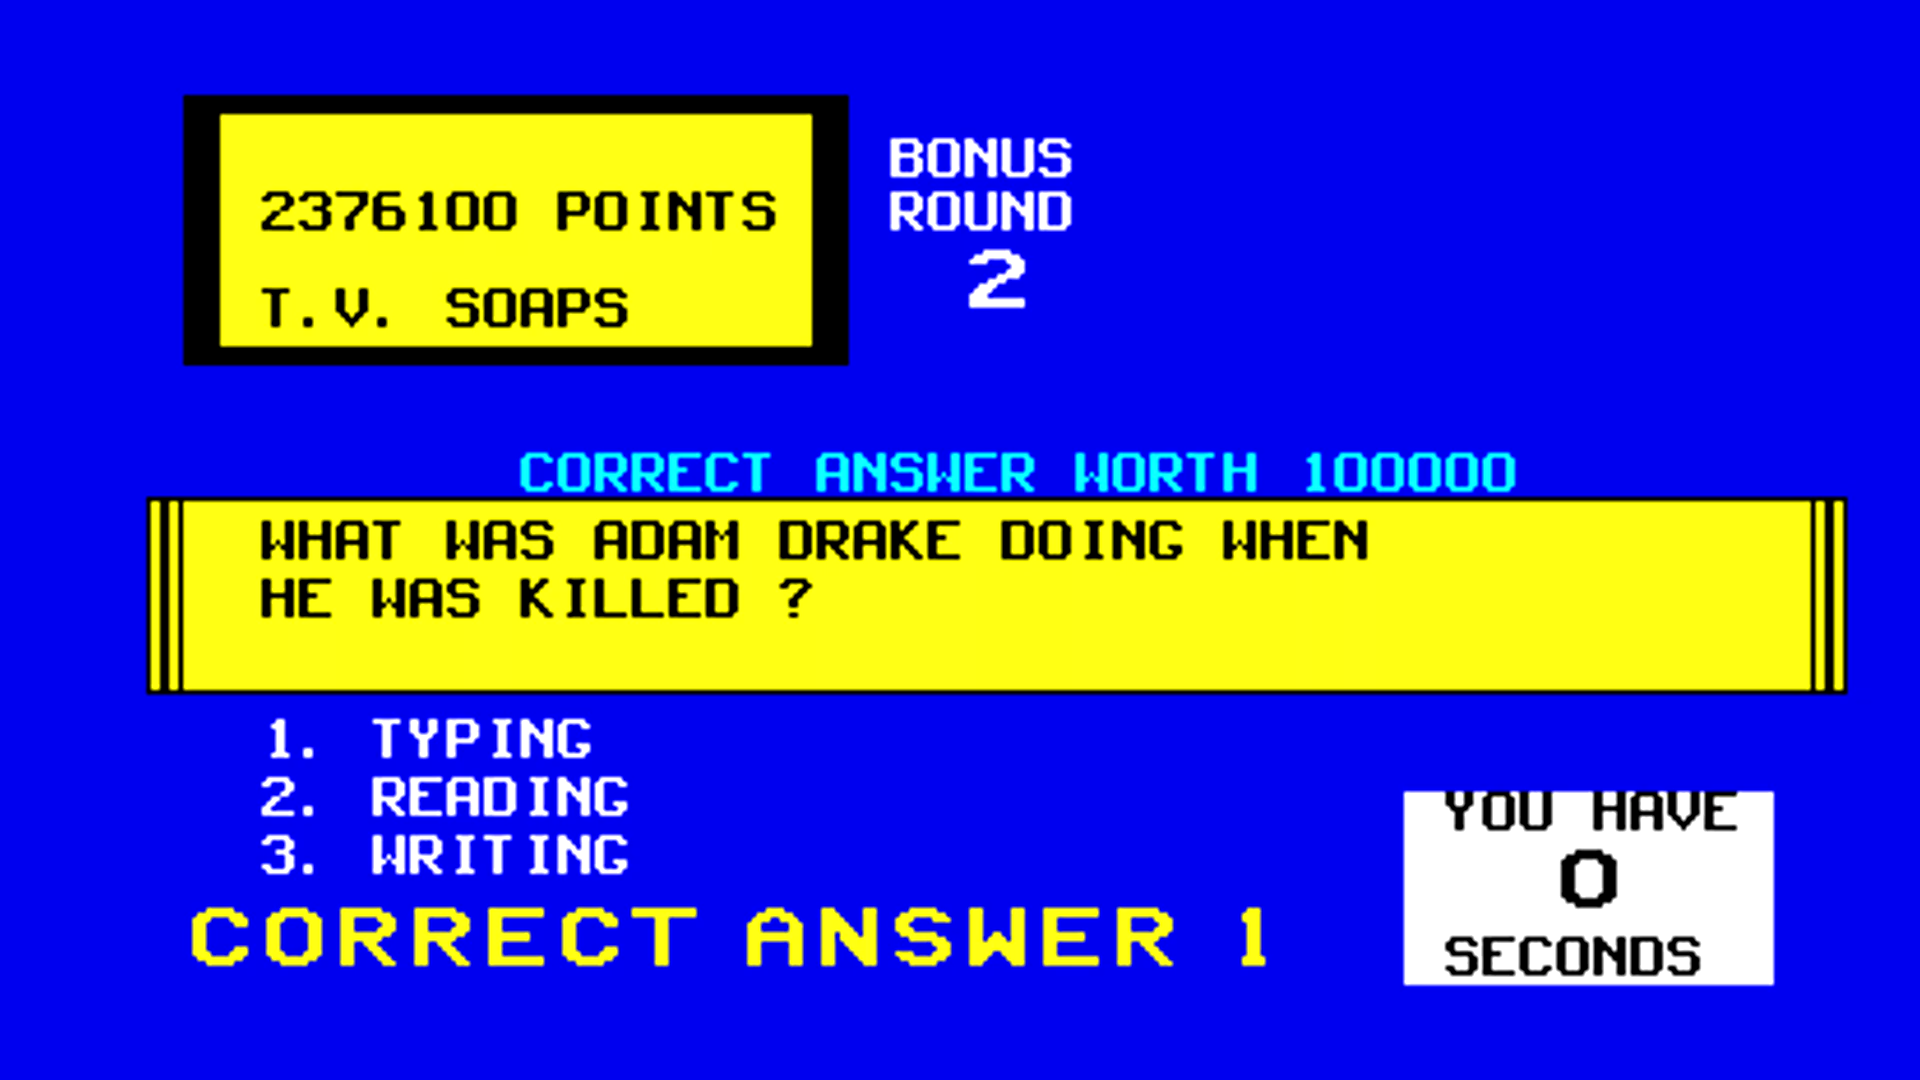 2376100 POINTS
T.V. SOAPS
BONUS
ROUND
2
CORRECT ANSWER WORTH 100000
WHAT WAS ADAM DRAKE DOING WHEN
HE WAS KILLED ?
1. TYPING
2. READING
3. WRITING
CORRECT ANSWER 1
YOU HAVE
0
SECONDS